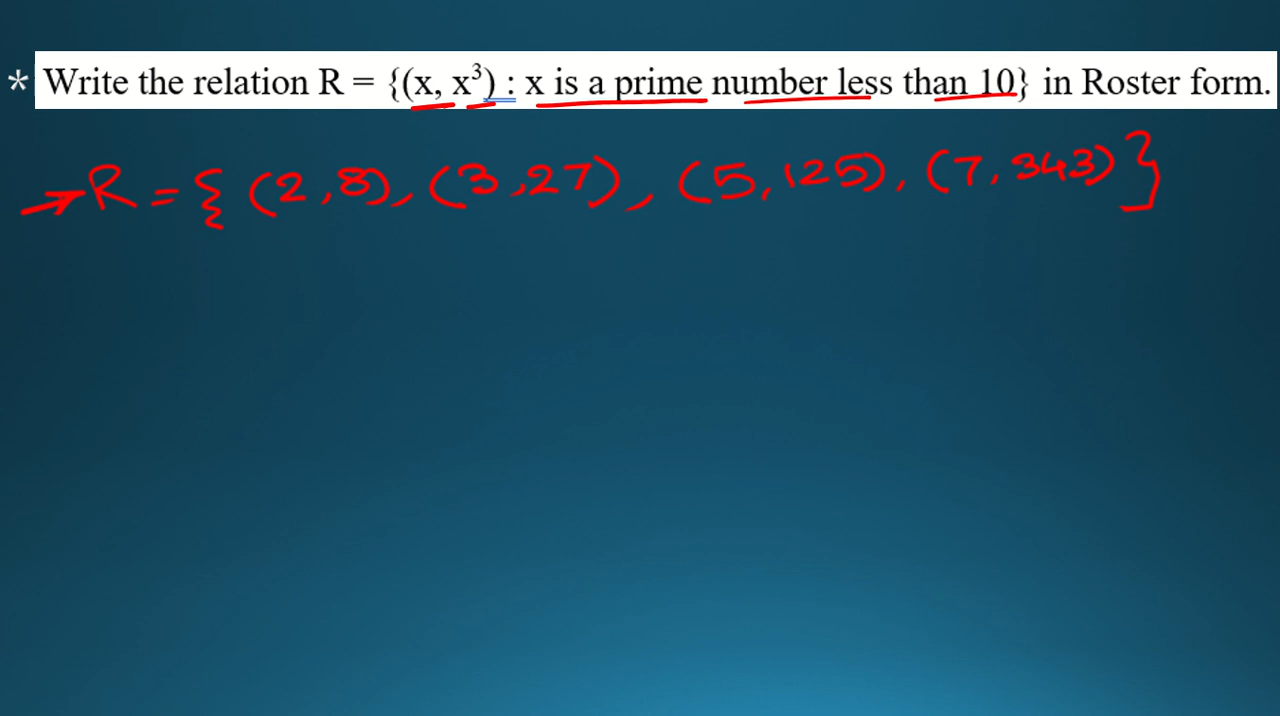 * Write the relation R = {(x, x³) : x is a prime number less than 10} in Roster form.
→ R = { (2,8), (3,27), (5,125), (7,343) }